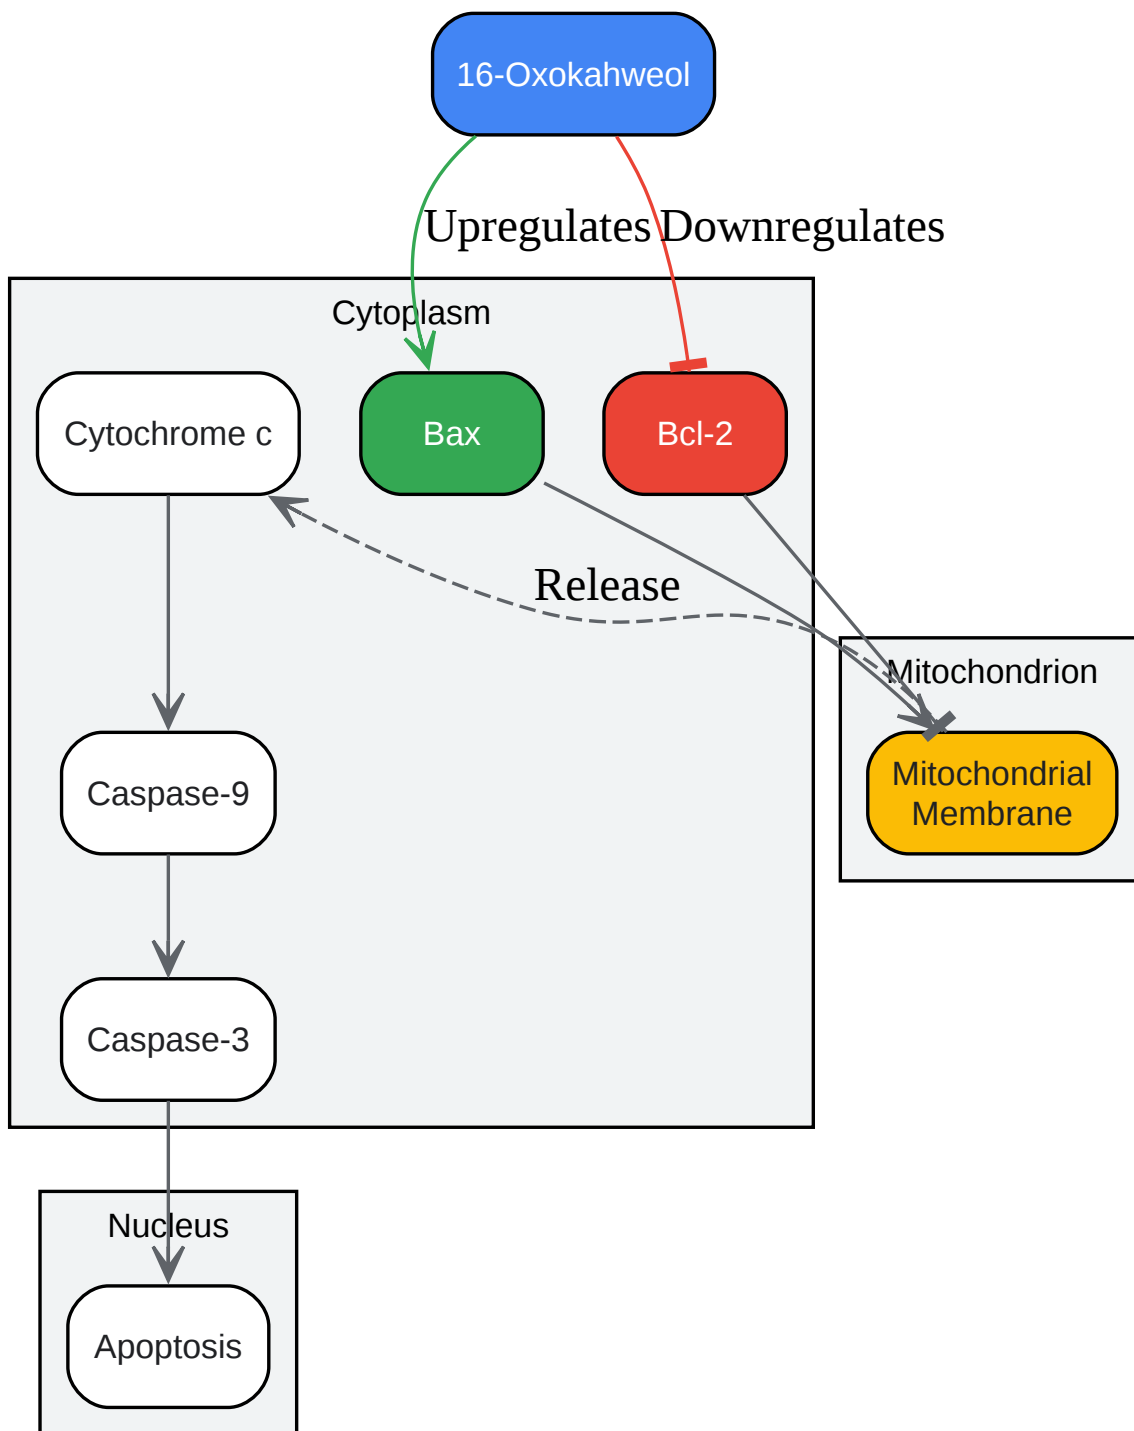 16-Oxokahweol
Upregulates
Downregulates
Cytoplasm
Cytochrome c
Bax
Bcl-2
Release
Mitochondrion
Mitochondrial
Membrane
Caspase-9
Caspase-3
Nucleus
Apoptosis